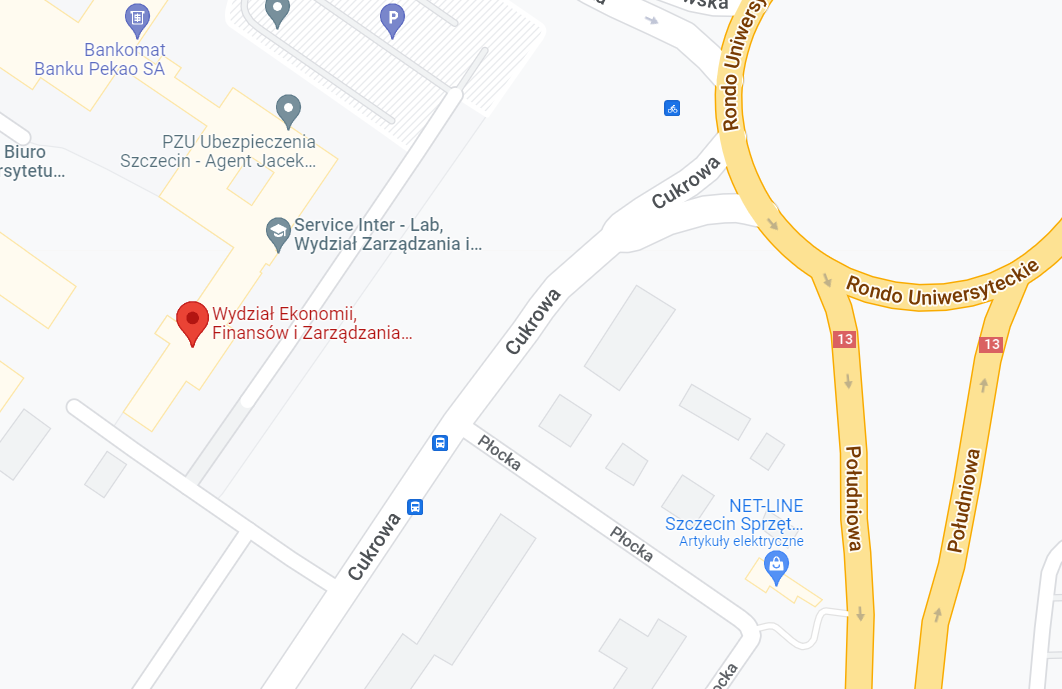 Bankomat
Banku Pekao SA
P
PZU Ubezpieczenia
Szczecin - Agent Jacek...
Biuro
rsytetu...
Service Inter - Lab,
Wydział Zarządzania i...
Wydział Ekonomii,
Finansów i Zarządzania...
wska
Rondo Uniwersy
Cukrowa
Rondo Uniwersyteckie
Cukrowa
13
13
Płocka
Południowa
Południowa
NET-LINE
Szczecin Sprzęt...
Artykuły elektryczne
Cukrowa
Płocka
ocka